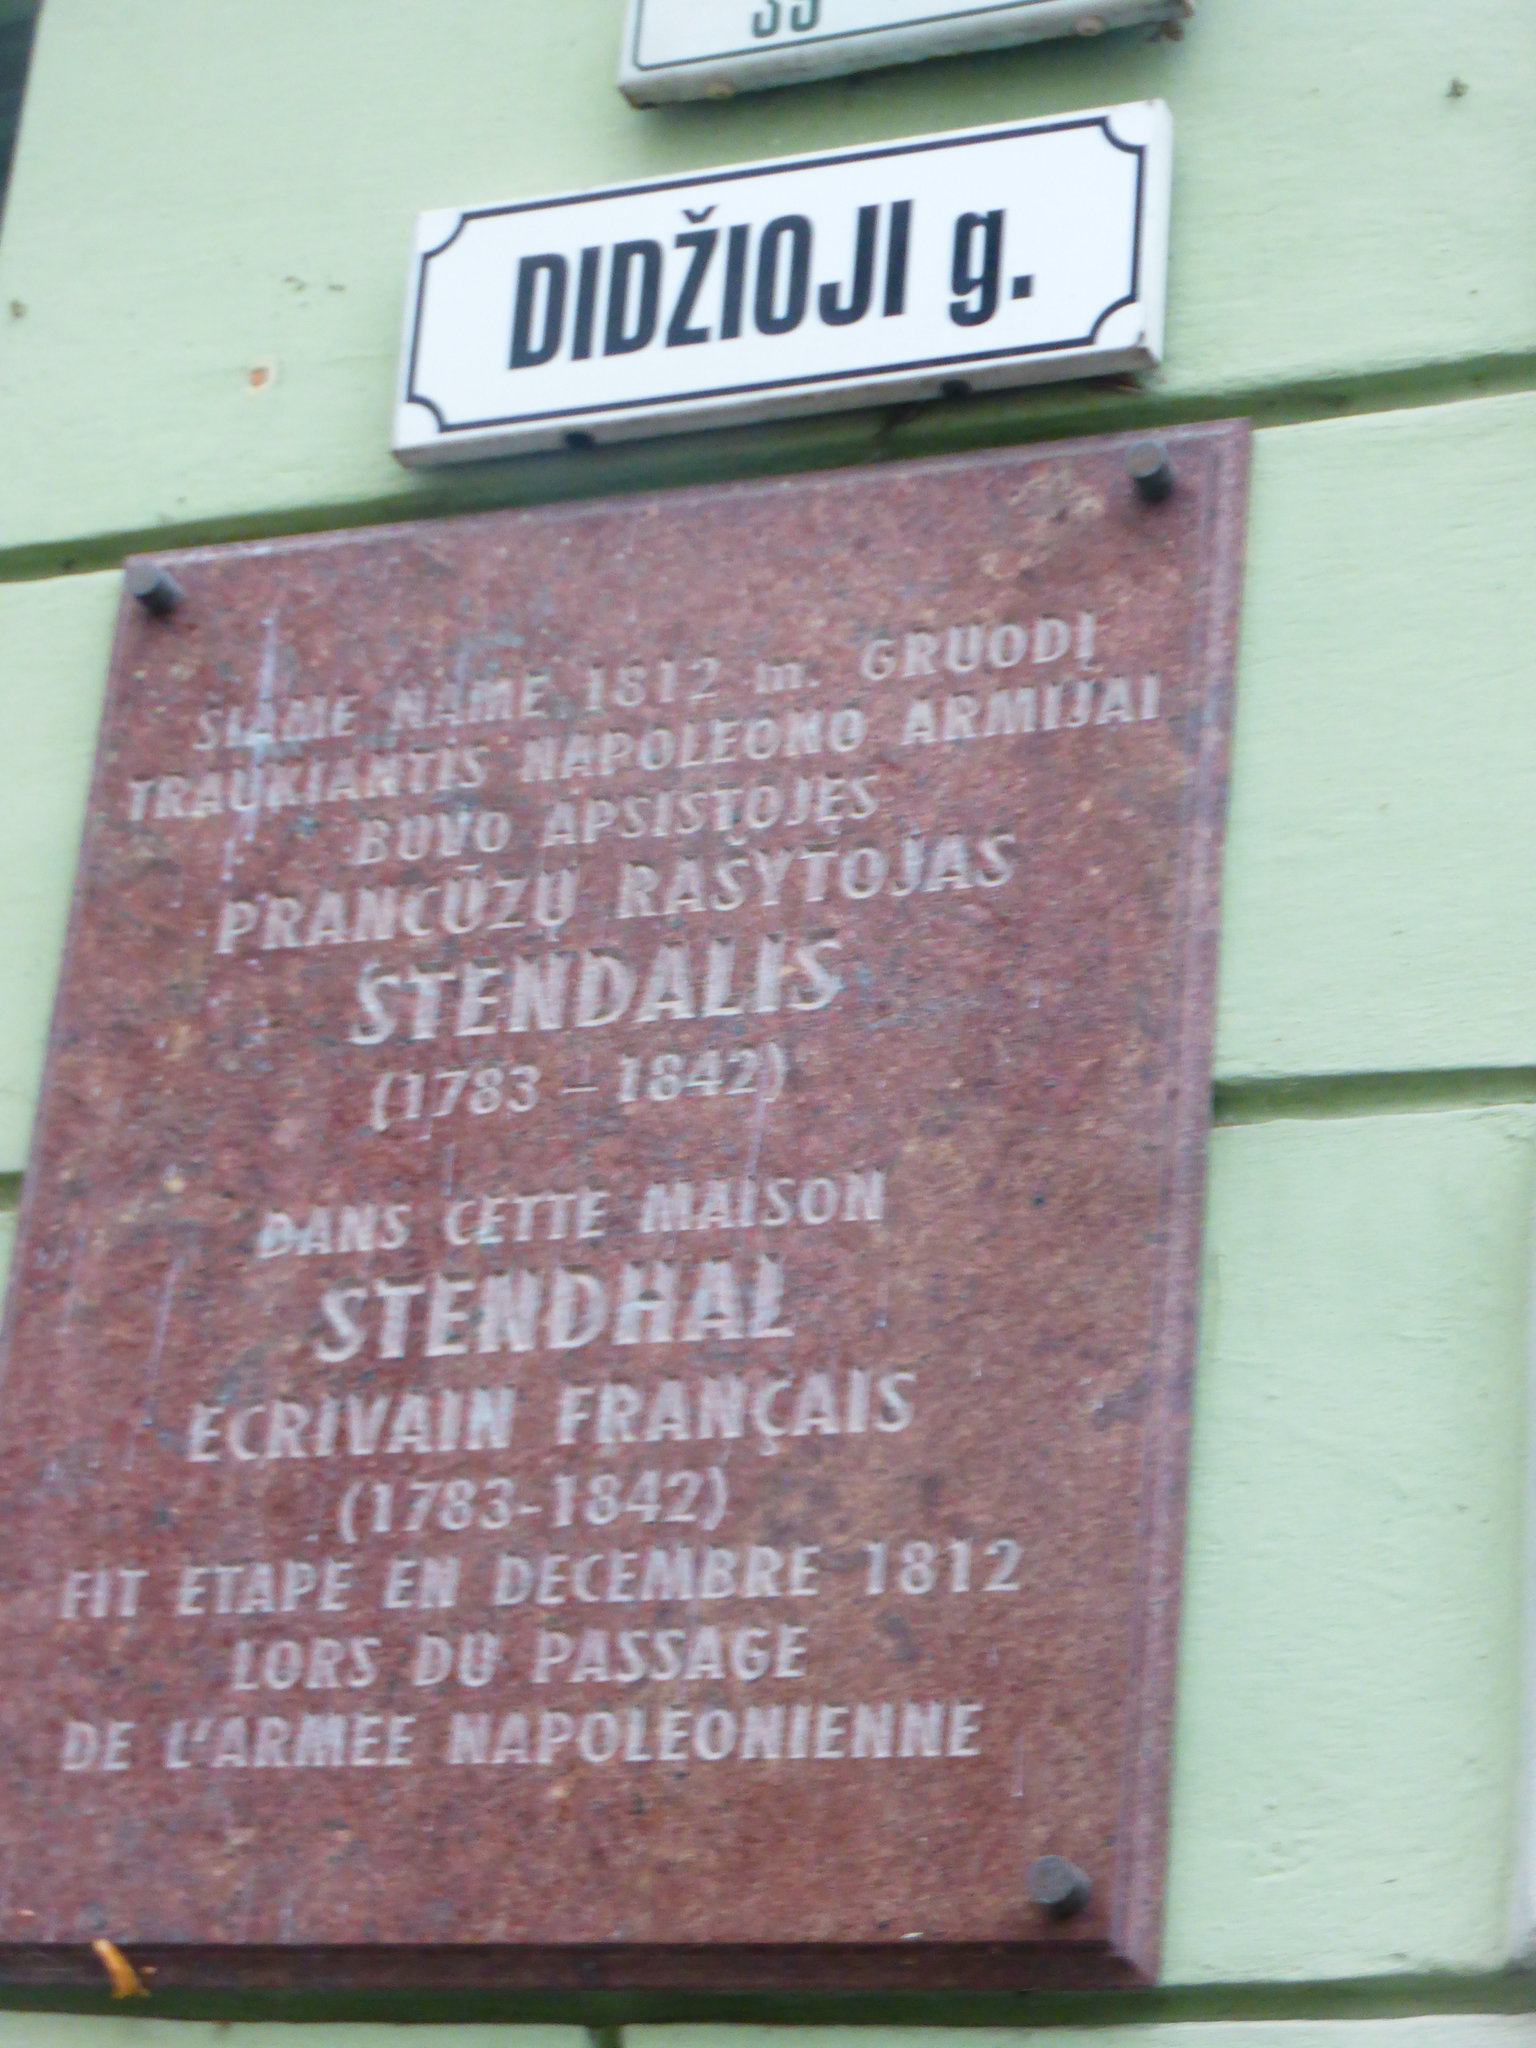 DIDŽIOJI g.
ŠIAME NAME 1812 m. GRUODĮ
TRAUKIANTIS NAPOLEONO ARMIJAI
BUVO APSISTOJĘS
PRANCŪZŲ RAŠYTOJAS
STENDALIS
(1783 – 1842)
DANS CETTE MAISON
STENDHAL
ECRIVAIN FRANÇAIS
(1783-1842)
FIT ETAPE EN DECEMBRE 1812
LORS DU PASSAGE
DE L'ARMEE NAPOLEONIENNE